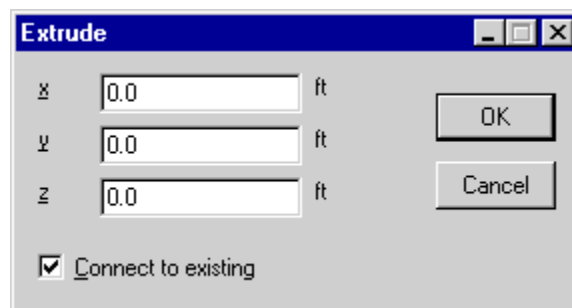 Extrude
x 0.0 ft
y 0.0 ft
z 0.0 ft
OK
Cancel
Connect to existing